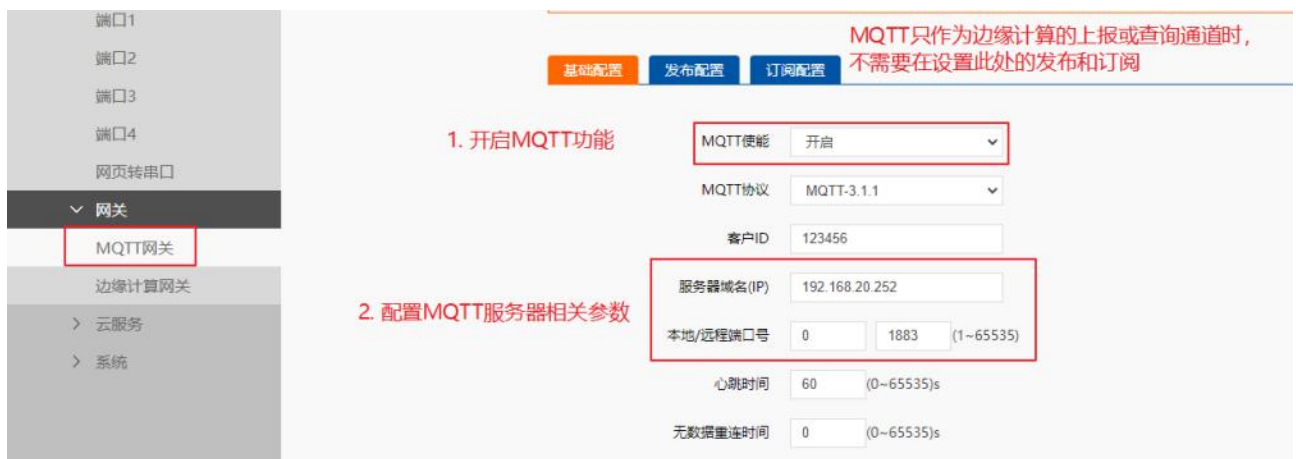 端口1
端口2
端口3
端口4
网页转串口
网关
MQTT网关
边缘计算网关
云服务
系统
MQTT只作为边缘计算的上报或查询通道时，
不需要在设置此处的发布和订阅
基础配置 发布配置 订阅配置
1. 开启MQTT功能
MQTT使能 开启
MQTT协议 MQTT-3.1.1
客户ID 123456
2. 配置MQTT服务器相关参数
服务器域名(IP) 192.168.20.252
本地/远程端口号 0 1883 (1~65535)
心跳时间 60 (0~65535)s
无数据重连时间 0 (0~65535)s